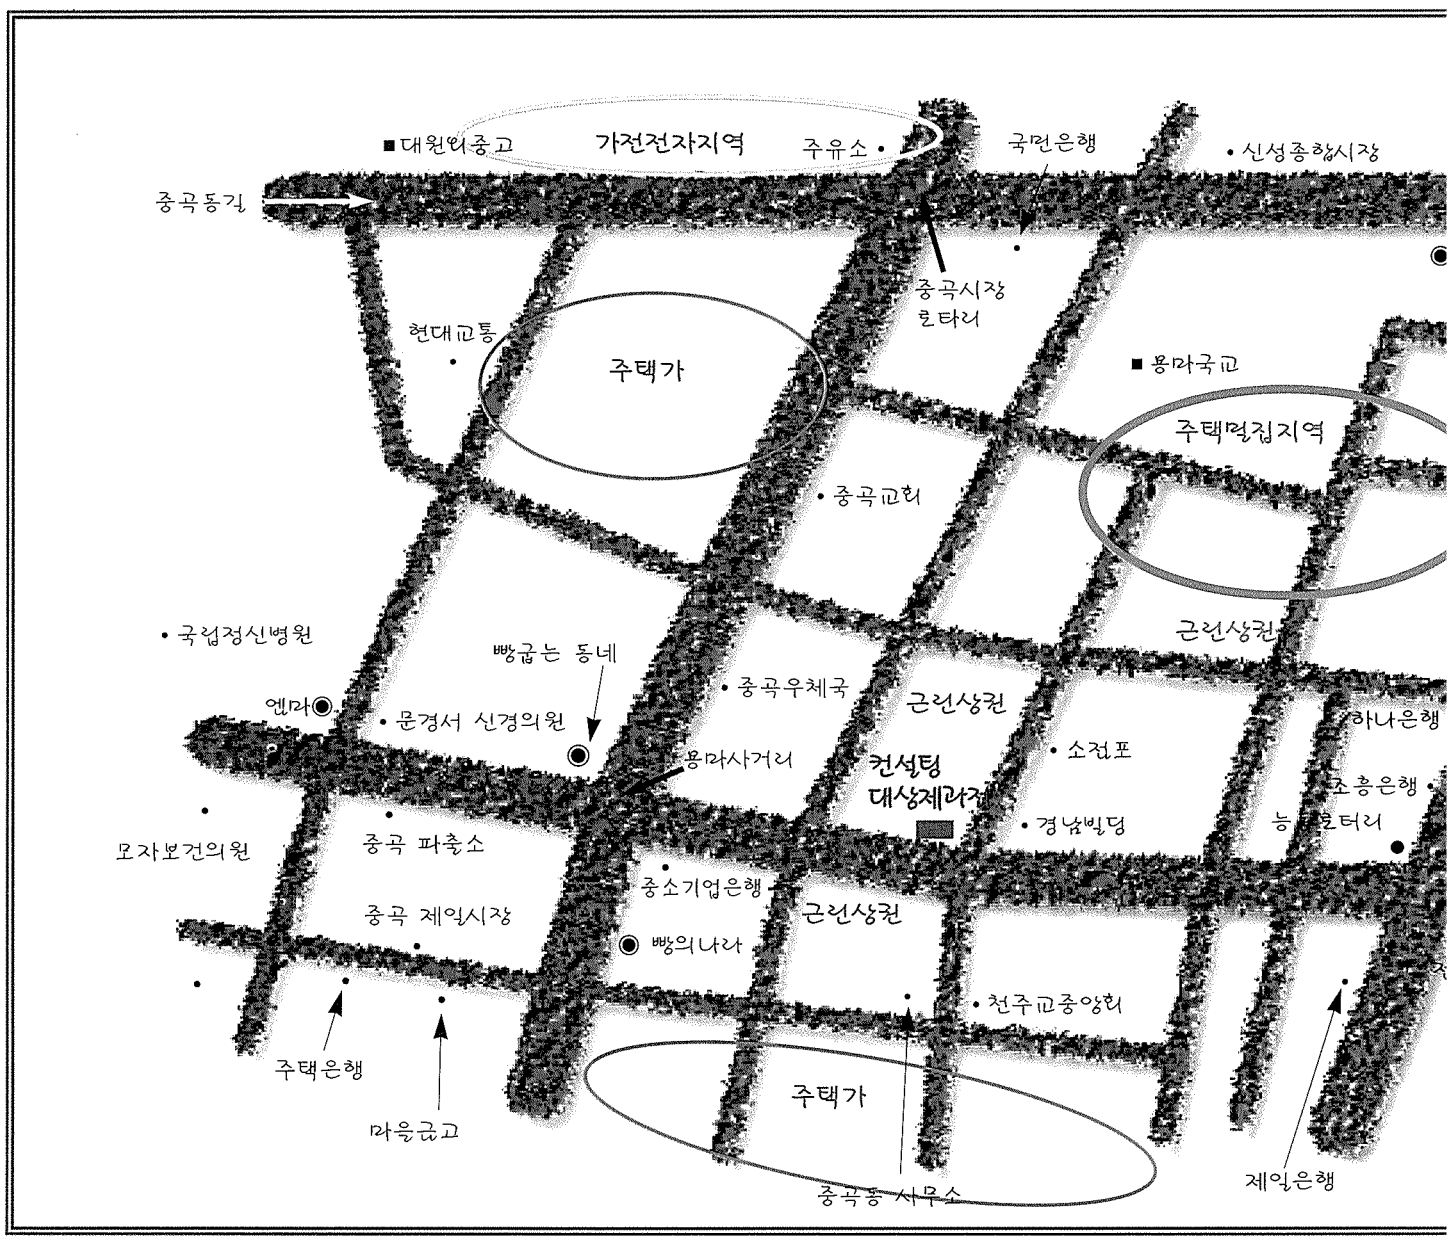 대원외중고
가전전자지역
주유소
국민은행
신성종합시장
중곡동길
중곡시장
로타리
현대교통
주택가
용마국교
주택밀집지역
중곡교회
국립정신병원
근린상권
빵굽는 동네
중곡우체국
근린상권
엔마
문경서 신경의원
하나은행
용마사거리
소전포
컨설팅
대상제과점
조흥은행
경남빌딩
로터리
모자보건의원
중곡 파출소
중소기업은행
중곡 제일시장
근린상권
빵의나라
천주교중앙회
주택은행
주택가
마을금고
제일은행
중곡동 사무소